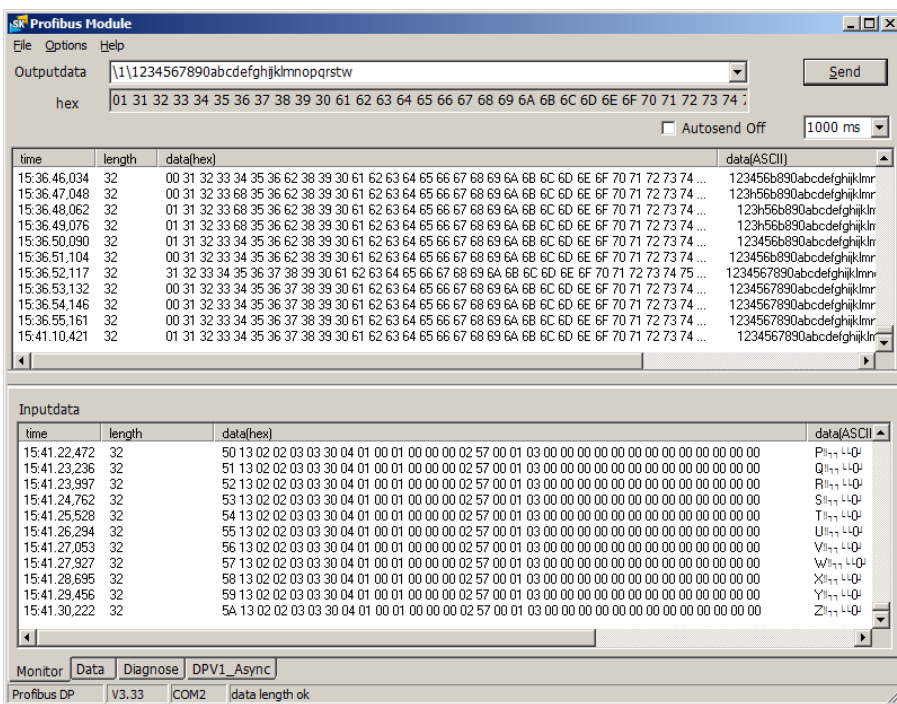 SK Profibus Module
File Options Help
Outputdata \1\1234567890abcdefghijklmnopqrstw Send
hex 01 31 32 33 34 35 36 37 38 39 30 61 62 63 64 65 66 67 68 69 6A 6B 6C 6D 6E 6F 70 71 72 73 74
Autosend Off 1000 ms
time length data(hex) data(ASCII)
15:36.46,034 32 00 31 32 33 34 35 36 62 38 39 30 61 62 63 64 65 66 67 68 69 6A 6B 6C 6D 6E 6F 70 71 72 73 74 ... 123456b890abcdefghijklmr
15:36.47,048 32 00 31 32 33 68 35 36 62 38 39 30 61 62 63 64 65 66 67 68 69 6A 6B 6C 6D 6E 6F 70 71 72 73 74 ... 123h56b890abcdefghijklmr
15:36.48,062 32 01 31 32 33 68 35 36 62 38 39 30 61 62 63 64 65 66 67 68 69 6A 6B 6C 6D 6E 6F 70 71 72 73 74 ... 123h56b890abcdefghijklr
15:36.49,076 32 01 31 32 33 68 35 36 62 38 39 30 61 62 63 64 65 66 67 68 69 6A 6B 6C 6D 6E 6F 70 71 72 73 74 ... 123h56b890abcdefghijklr
15:36.50,090 32 01 31 32 33 34 35 36 62 38 39 30 61 62 63 64 65 66 67 68 69 6A 6B 6C 6D 6E 6F 70 71 72 73 74 ... 123456b890abcdefghijklr
15:36.51,104 32 00 31 32 33 34 35 36 62 38 39 30 61 62 63 64 65 66 67 68 69 6A 6B 6C 6D 6E 6F 70 71 72 73 74 ... 123456b890abcdefghijklmr
15:36.52,117 32 31 32 33 34 35 36 37 38 39 30 61 62 63 64 65 66 67 68 69 6A 6B 6C 6D 6E 6F 70 71 72 73 74 75 ... 1234567890abcdefghijklmn
15:36.53,132 32 00 31 32 33 34 35 36 37 38 39 30 61 62 63 64 65 66 67 68 69 6A 6B 6C 6D 6E 6F 70 71 72 73 74 ... 1234567890abcdefghijklmr
15:36.54,146 32 00 31 32 33 34 35 36 37 38 39 30 61 62 63 64 65 66 67 68 69 6A 6B 6C 6D 6E 6F 70 71 72 73 74 ... 1234567890abcdefghijklmr
15:36.55,161 32 00 31 32 33 34 35 36 37 38 39 30 61 62 63 64 65 66 67 68 69 6A 6B 6C 6D 6E 6F 70 71 72 73 74 ... 1234567890abcdefghijklmr
15:41.10,421 32 01 31 32 33 34 35 36 37 38 39 30 61 62 63 64 65 66 67 68 69 6A 6B 6C 6D 6E 6F 70 71 72 73 74 ... 1234567890abcdefghijklr
Inputdata
time length data(hex) data(ASCII
15:41.22,472 32 50 13 02 02 03 03 30 04 01 00 01 00 00 00 02 57 00 01 03 00 00 00 00 00 00 00 00 00 00 00 00 00 P‼┐┐└└0┘
15:41.23,236 32 51 13 02 02 03 03 30 04 01 00 01 00 00 00 02 57 00 01 03 00 00 00 00 00 00 00 00 00 00 00 00 00 Q‼┐┐└└0┘
15:41.23,997 32 52 13 02 02 03 03 30 04 01 00 01 00 00 00 02 57 00 01 03 00 00 00 00 00 00 00 00 00 00 00 00 00 R‼┐┐└└0┘
15:41.24,762 32 53 13 02 02 03 03 30 04 01 00 01 00 00 00 02 57 00 01 03 00 00 00 00 00 00 00 00 00 00 00 00 00 S‼┐┐└└0┘
15:41.25,528 32 54 13 02 02 03 03 30 04 01 00 01 00 00 00 02 57 00 01 03 00 00 00 00 00 00 00 00 00 00 00 00 00 T‼┐┐└└0┘
15:41.26,294 32 55 13 02 02 03 03 30 04 01 00 01 00 00 00 02 57 00 01 03 00 00 00 00 00 00 00 00 00 00 00 00 00 U‼┐┐└└0┘
15:41.27,053 32 56 13 02 02 03 03 30 04 01 00 01 00 00 00 02 57 00 01 03 00 00 00 00 00 00 00 00 00 00 00 00 00 V‼┐┐└└0┘
15:41.27,927 32 57 13 02 02 03 03 30 04 01 00 01 00 00 00 02 57 00 01 03 00 00 00 00 00 00 00 00 00 00 00 00 00 W‼┐┐└└0┘
15:41.28,695 32 58 13 02 02 03 03 30 04 01 00 01 00 00 00 02 57 00 01 03 00 00 00 00 00 00 00 00 00 00 00 00 00 X‼┐┐└└0┘
15:41.29,456 32 59 13 02 02 03 03 30 04 01 00 01 00 00 00 02 57 00 01 03 00 00 00 00 00 00 00 00 00 00 00 00 00 Y‼┐┐└└0┘
15:41.30,222 32 5A 13 02 02 03 03 30 04 01 00 01 00 00 00 02 57 00 01 03 00 00 00 00 00 00 00 00 00 00 00 00 00 Z‼┐┐└└0┘
Monitor Data Diagnose DPV1_Async
Profibus DP V3.33 COM2 data length ok